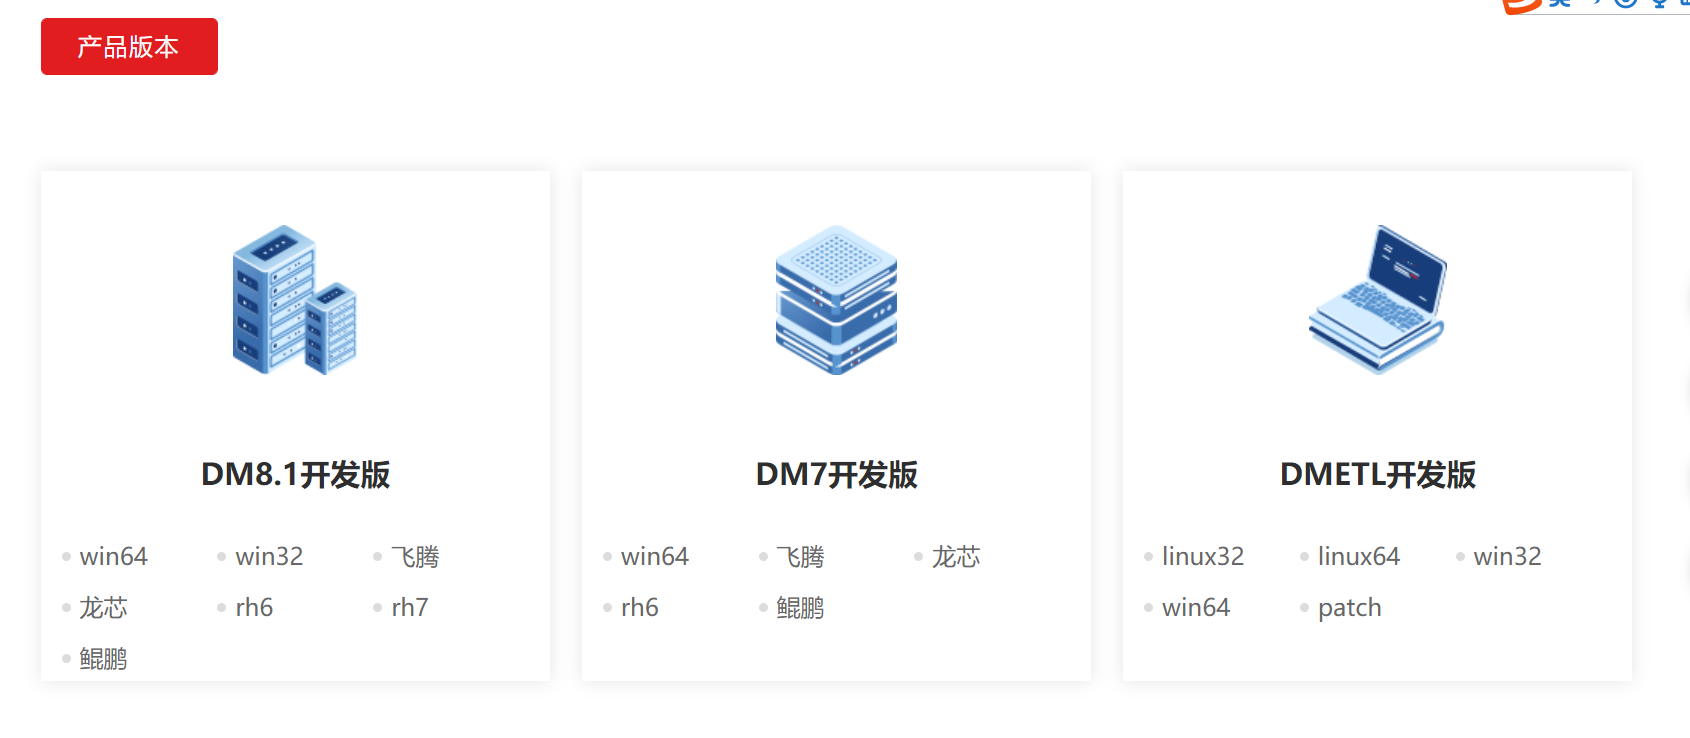 产品版本
DM8.1开发版
win64 win32 飞腾
龙芯 rh6 rh7
鲲鹏
DM7开发版
win64 飞腾 龙芯
rh6 鲲鹏
DMETL开发版
linux32 linux64 win32
win64 patch